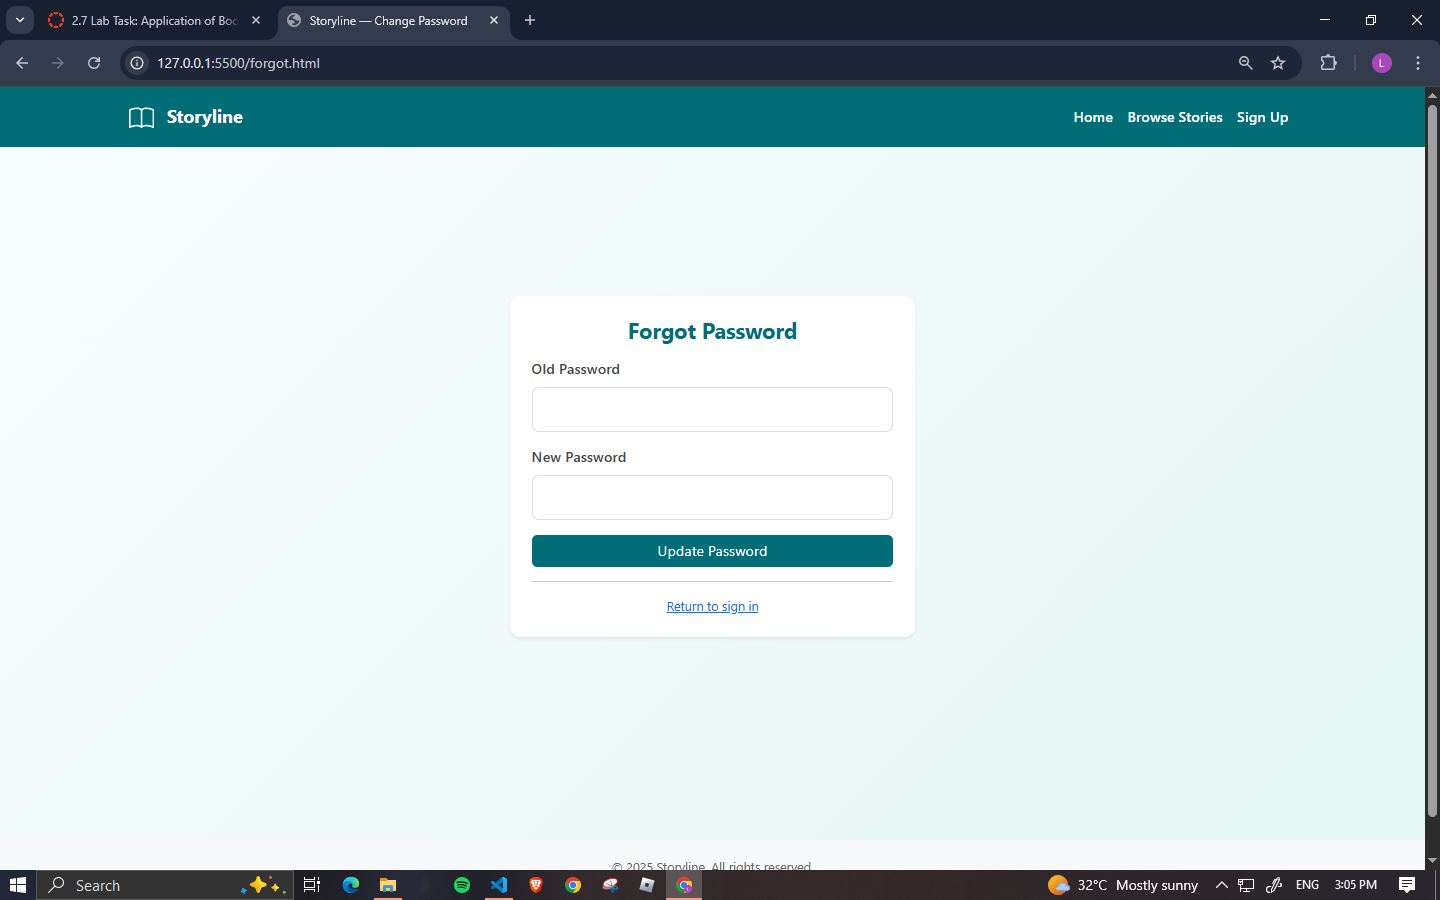 2.7 Lab Task: Application of Boo
Storyline — Change Password
127.0.0.1:5500/forgot.html
L
Storyline
Home
Browse Stories
Sign Up
Forgot Password
Old Password
New Password
Update Password
Return to sign in
© 2025 Storyline. All rights reserved.
Search
32°C Mostly sunny
ENG
3:05 PM